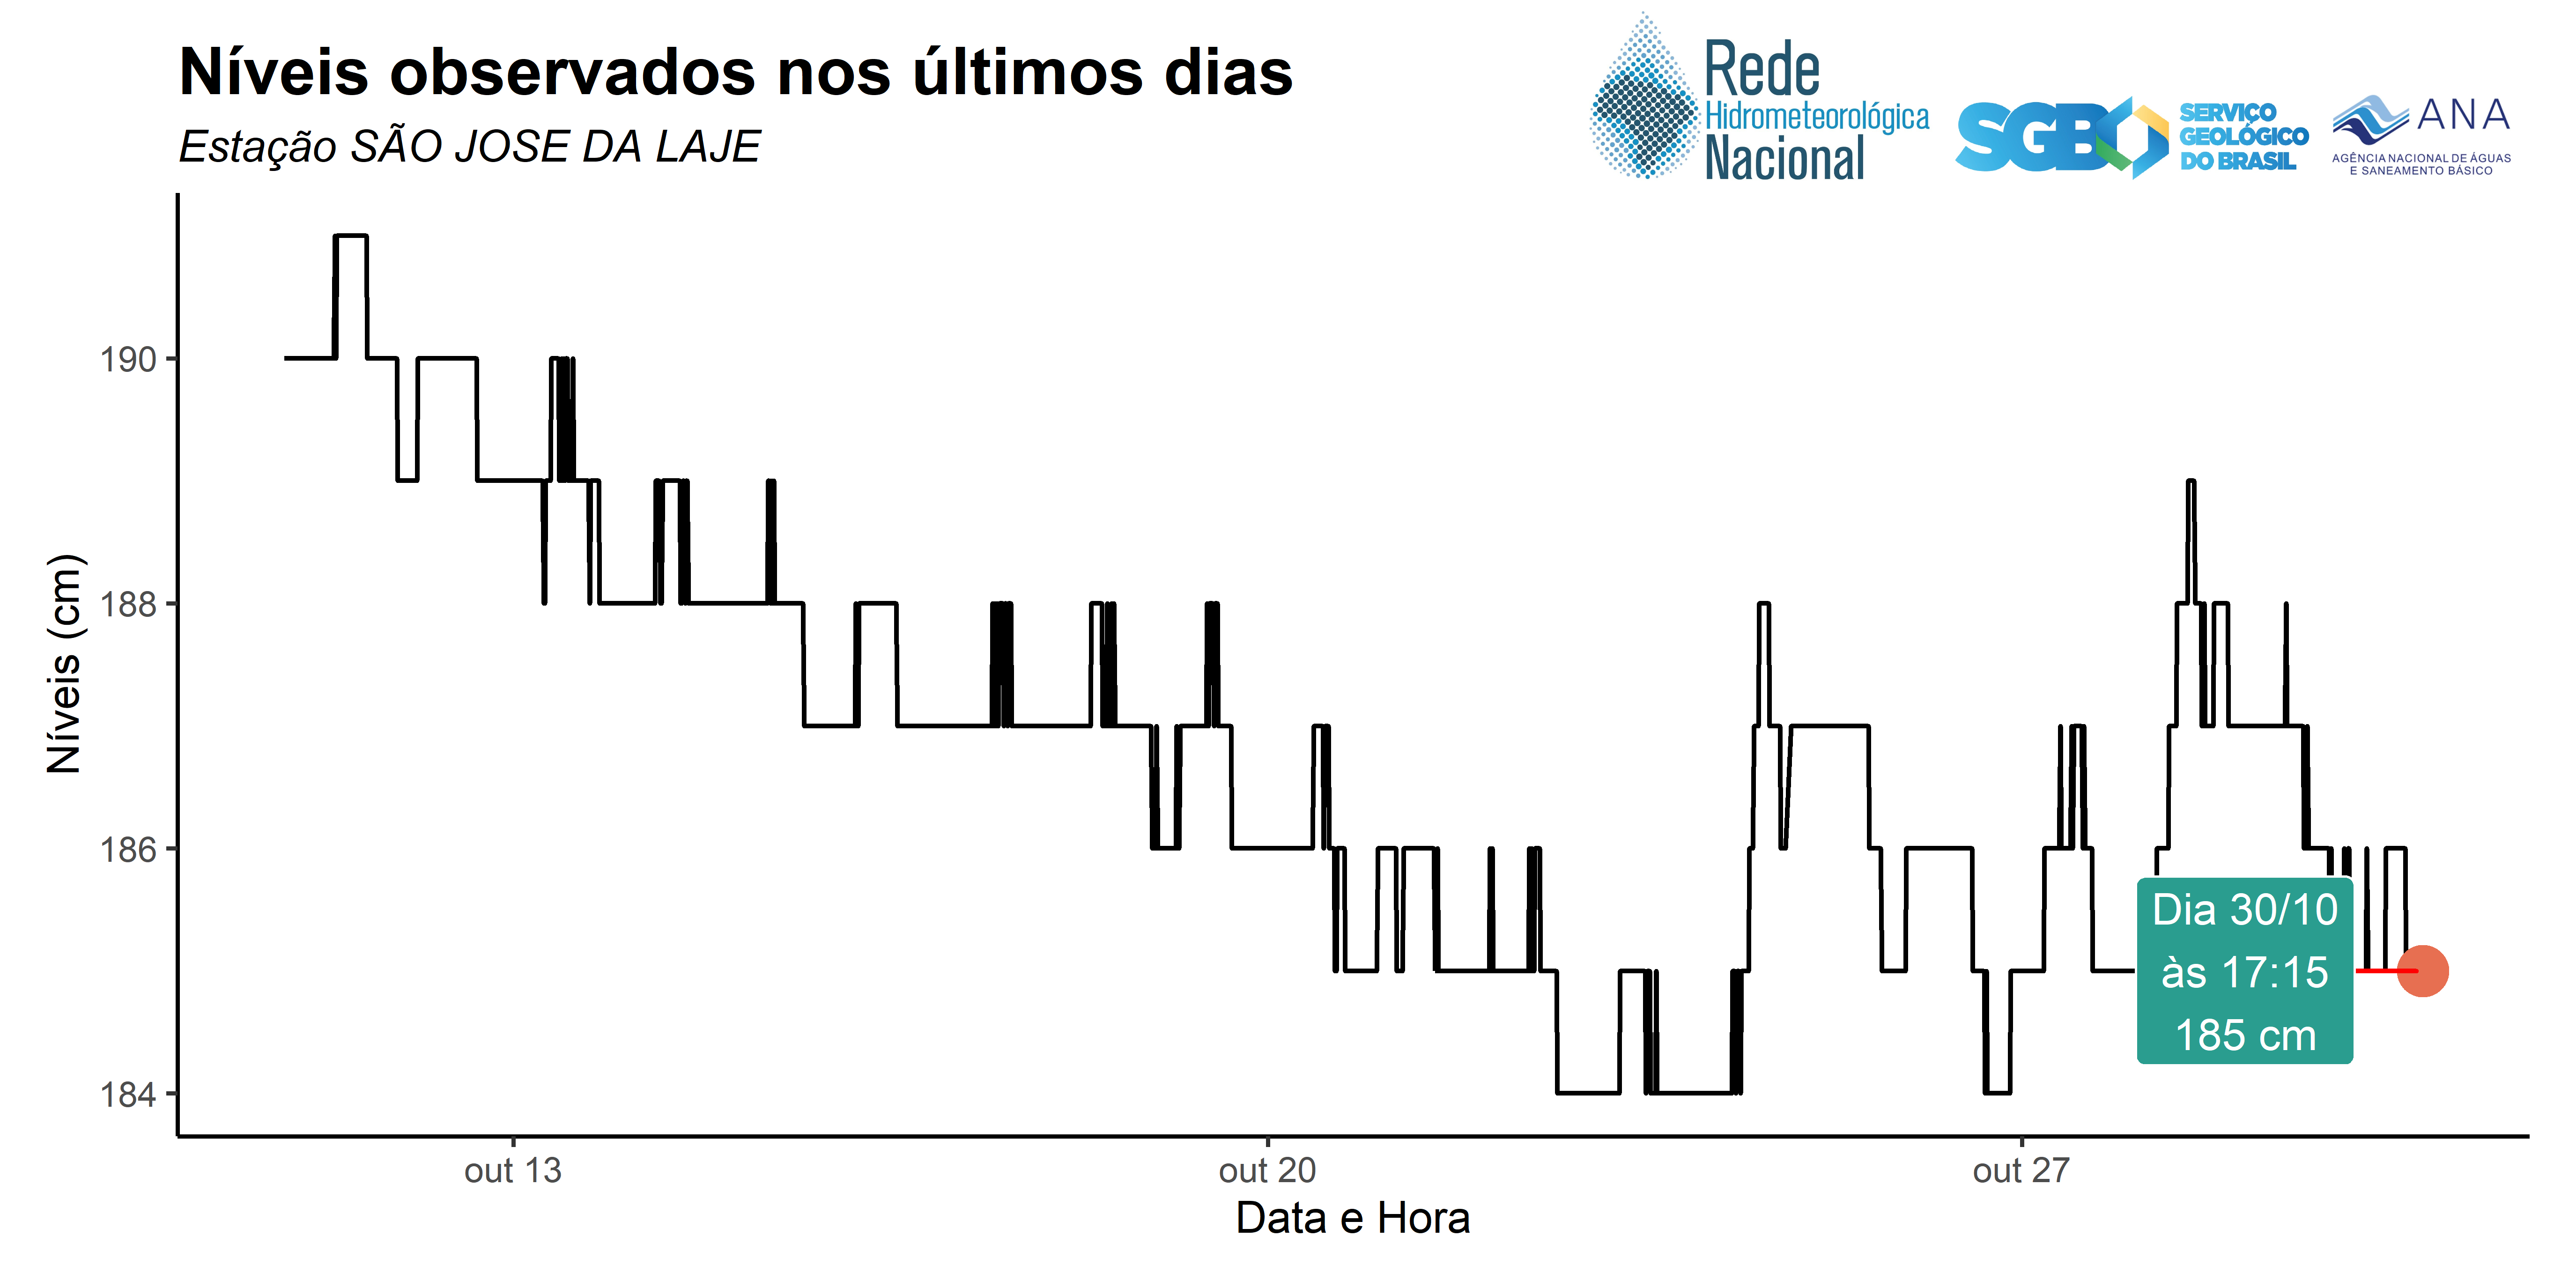 Níveis observados nos últimos dias
Estação SÃO JOSE DA LAJE
Rede
Hidrometeorológica
Nacional
SGB
SERVIÇO
GEOLÓGICO
DO BRASIL
ANA
AGÊNCIA NACIONAL DE ÁGUAS
E SANEAMENTO BÁSICO
Níveis (cm)
190
188
186
184
Dia 30/10
às 17:15
185 cm
out 13
out 20
out 27
Data e Hora